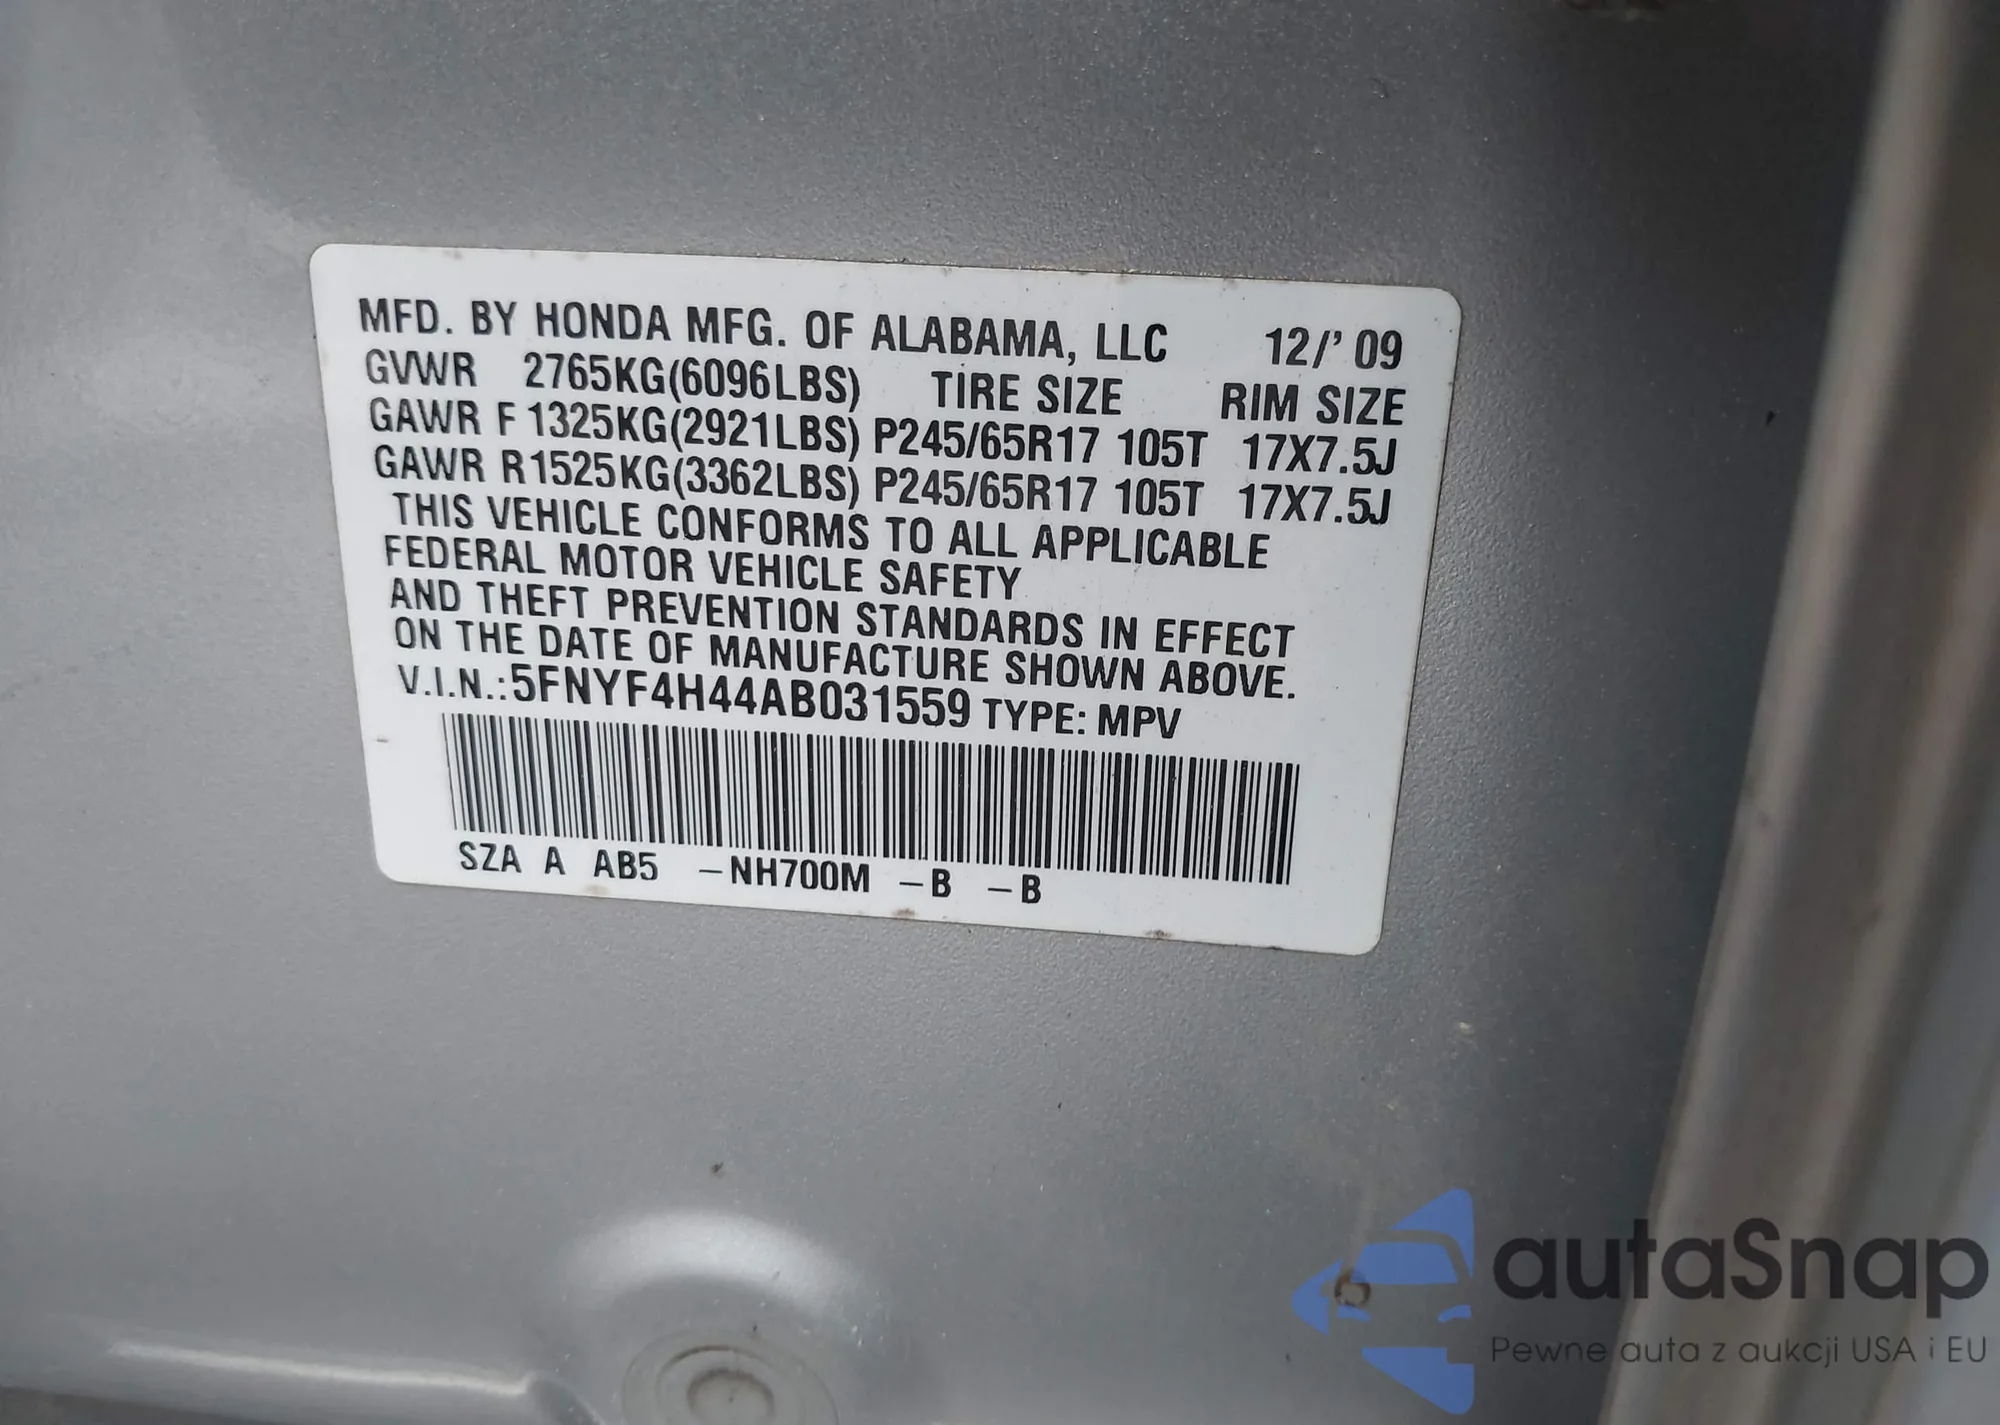 MFD. BY HONDA MFG. OF ALABAMA, LLC 12/' 09
GVWR 2765KG(6096LBS) TIRE SIZE RIM SIZE
GAWR F 1325KG(2921LBS) P245/65R17 105T 17X7.5J
GAWR R 1525KG(3362LBS) P245/65R17 105T 17X7.5J
THIS VEHICLE CONFORMS TO ALL APPLICABLE
FEDERAL MOTOR VEHICLE SAFETY
AND THEFT PREVENTION STANDARDS IN EFFECT
ON THE DATE OF MANUFACTURE SHOWN ABOVE.
V.I.N.:5FNYF4H44AB031559 TYPE: MPV
SZA A AB5 –NH700M –B –B
autaSnap
Pewne auta z aukcji USA i EU